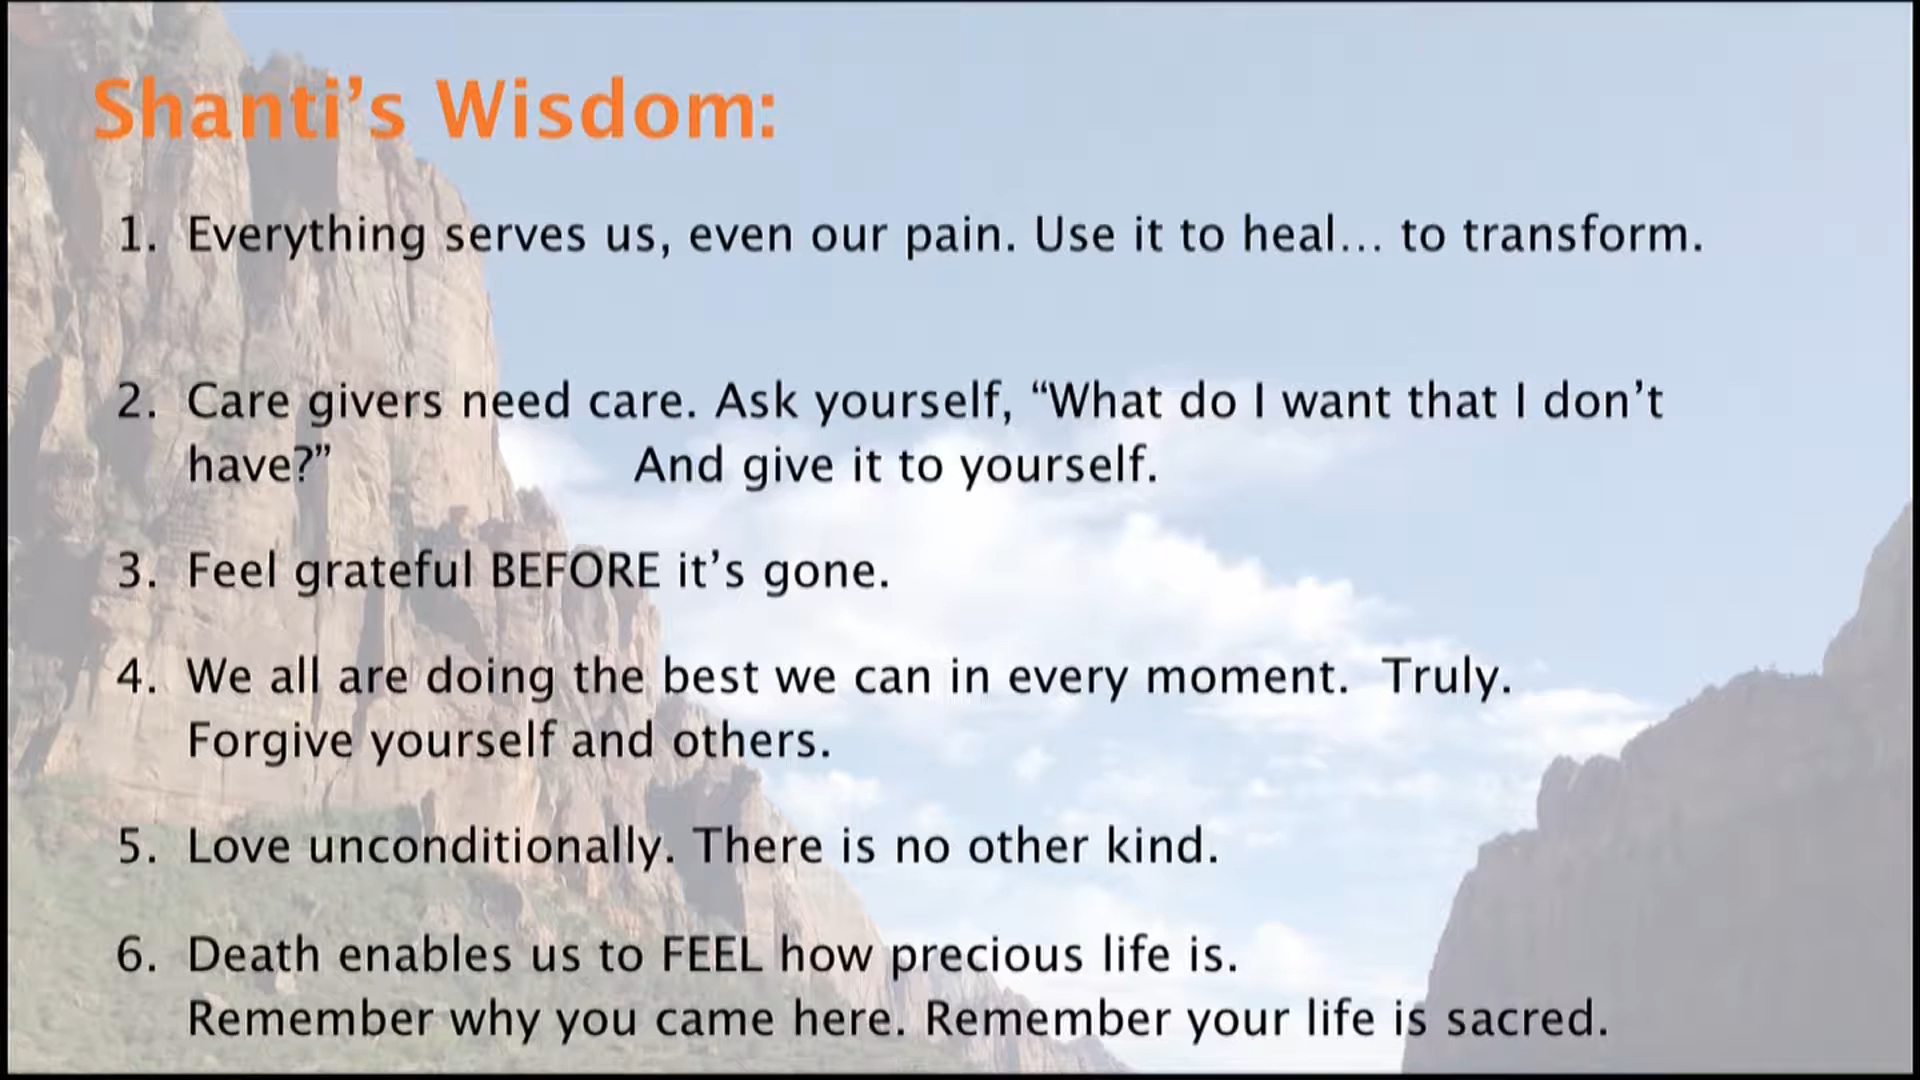 Shanti’s Wisdom:
1. Everything serves us, even our pain. Use it to heal... to transform.
2. Care givers need care. Ask yourself, “What do I want that I don’t
have?” And give it to yourself.
3. Feel grateful BEFORE it’s gone.
4. We all are doing the best we can in every moment. Truly.
Forgive yourself and others.
5. Love unconditionally. There is no other kind.
6. Death enables us to FEEL how precious life is.
Remember why you came here. Remember your life is sacred.